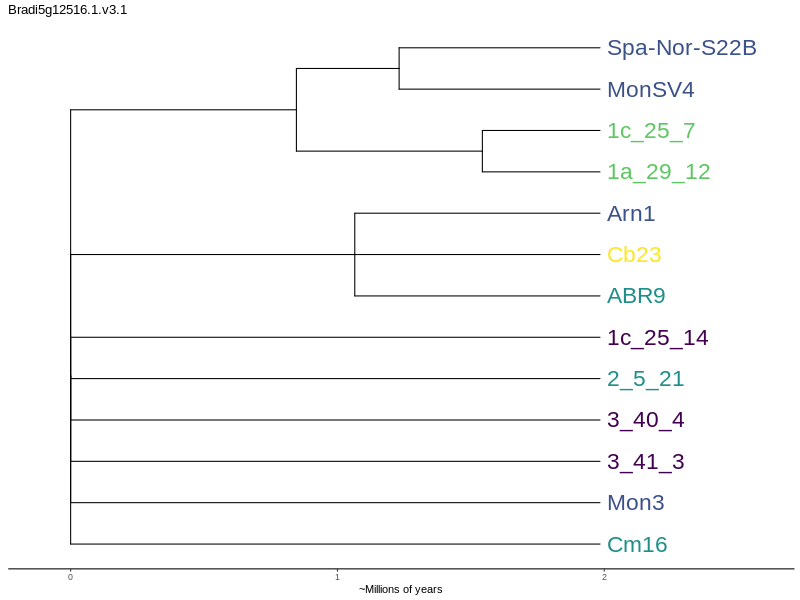 Bradi5g12516.1.v3.1
Spa-Nor-S22B
MonSV4
1c_25_7
1a_29_12
Arn1
Cb23
ABR9
1c_25_14
2_5_21
3_40_4
3_41_3
Mon3
Cm16
0 1 2
~Millions of years